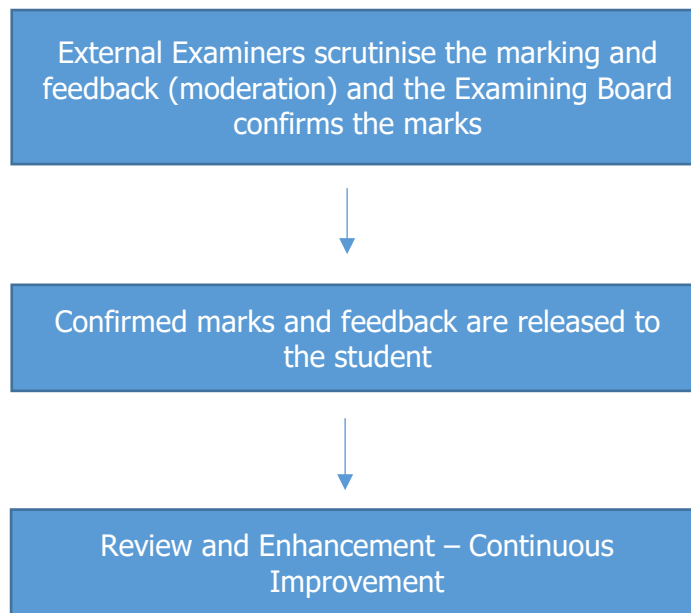 External Examiners scrutinise the marking and
feedback (moderation) and the Examining Board
confirms the marks
Confirmed marks and feedback are released to
the student
Review and Enhancement – Continuous
Improvement